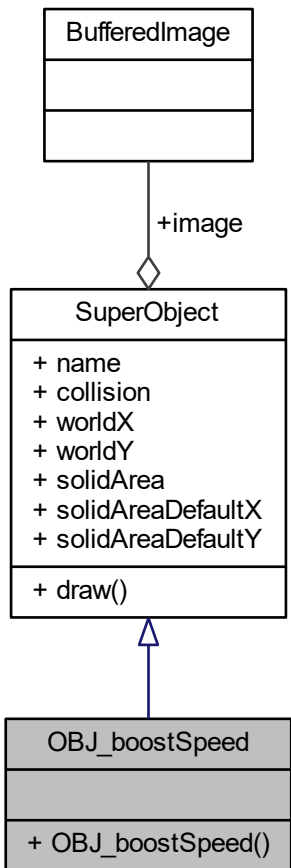 BufferedImage
+image
SuperObject
+ name
+ collision
+ worldX
+ worldY
+ solidArea
+ solidAreaDefaultX
+ solidAreaDefaultY
+ draw()
OBJ_boostSpeed
+ OBJ_boostSpeed()